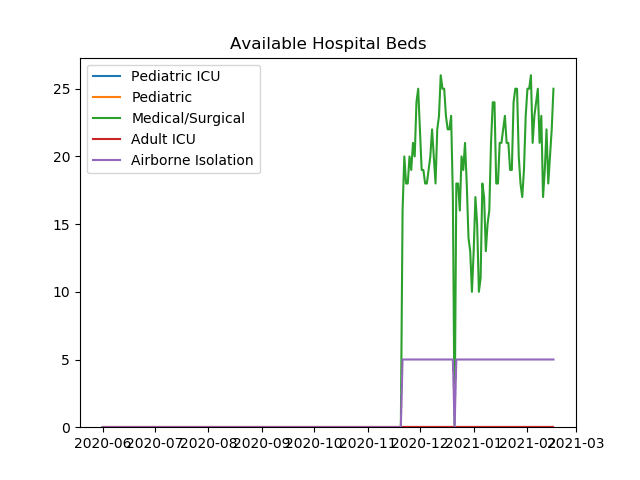 Available Hospital Beds
Pediatric ICU
Pediatric
Medical/Surgical
Adult ICU
Airborne Isolation
25
20
15
10
5
0
2020-06 2020-07 2020-08 2020-09 2020-10 2020-11 2020-12 2021-01 2021-02 2021-03